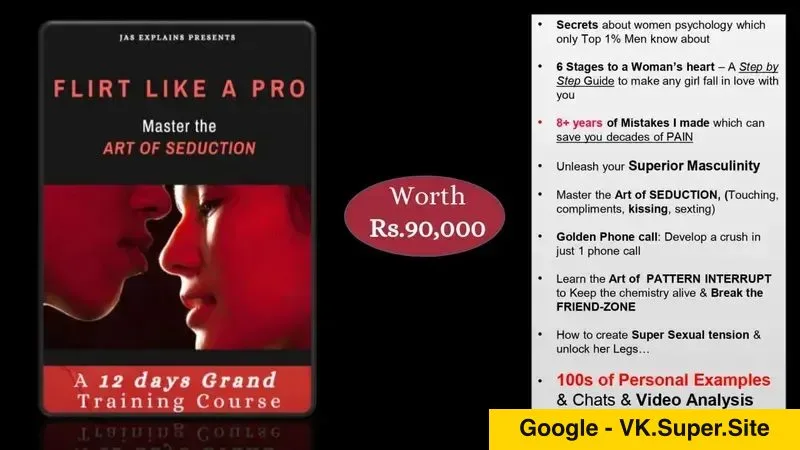 JAS EXPLAINS PRESENTS
FLIRT LIKE A PRO
Master the
ART OF SEDUCTION
A 12 days Grand
Training Course
Worth
Rs.90,000
• Secrets about women psychology which
only Top 1% Men know about
• 6 Stages to a Woman's heart – A Step by
Step Guide to make any girl fall in love with
you
• 8+ years of Mistakes I made which can
save you decades of PAIN
• Unleash your Superior Masculinity
• Master the Art of SEDUCTION, (Touching,
compliments, kissing, sexting)
• Golden Phone call: Develop a crush in
just 1 phone call
• Learn the Art of PATTERN INTERRUPT
to Keep the chemistry alive & Break the
FRIEND-ZONE
• How to create Super Sexual tension &
unlock her Legs…
• 100s of Personal Examples
& Chats & Video Analysis
Google - VK.Super.Site